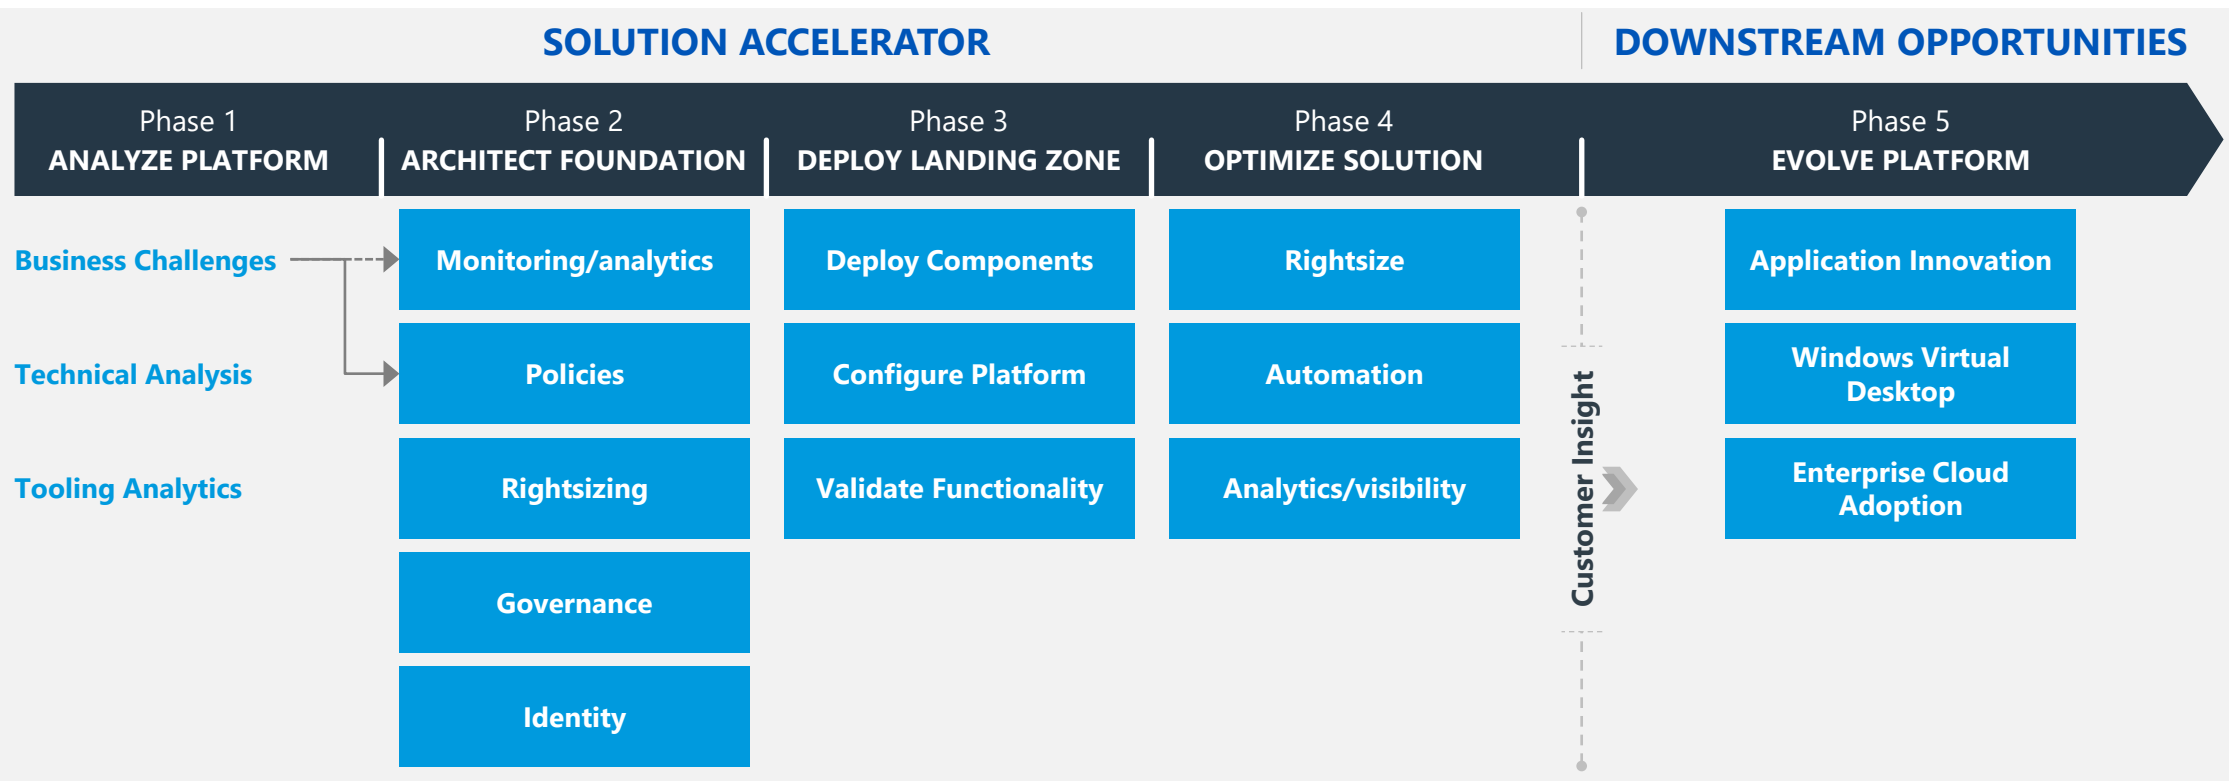 SOLUTION ACCELERATOR
DOWNSTREAM OPPORTUNITIES
Phase 1
ANALYZE PLATFORM
Phase 2
ARCHITECT FOUNDATION
Phase 3
DEPLOY LANDING ZONE
Phase 4
OPTIMIZE SOLUTION
Phase 5
EVOLVE PLATFORM
Business Challenges
Technical Analysis
Tooling Analytics
Monitoring/analytics
Policies
Rightsizing
Governance
Identity
Deploy Components
Configure Platform
Validate Functionality
Rightsize
Automation
Analytics/visibility
Customer Insight
Application Innovation
Windows Virtual
Desktop
Enterprise Cloud
Adoption